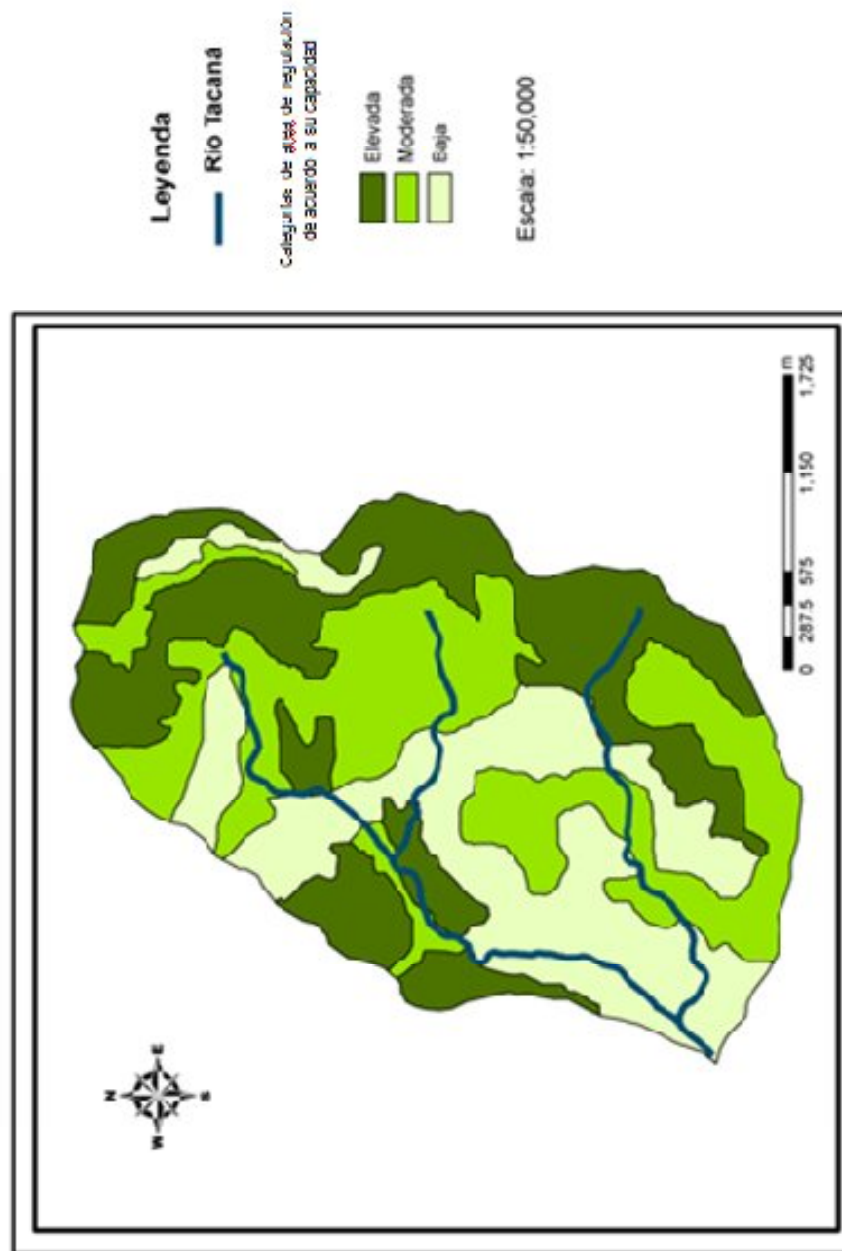 Leyenda
Río Tacaná
Categorías de área de regulación
de acuerdo a su capacidad
Elevada
Moderada
Baja
Escala: 1:50,000
N
W
E
S
0 287.5 575 1,150 1,725 m